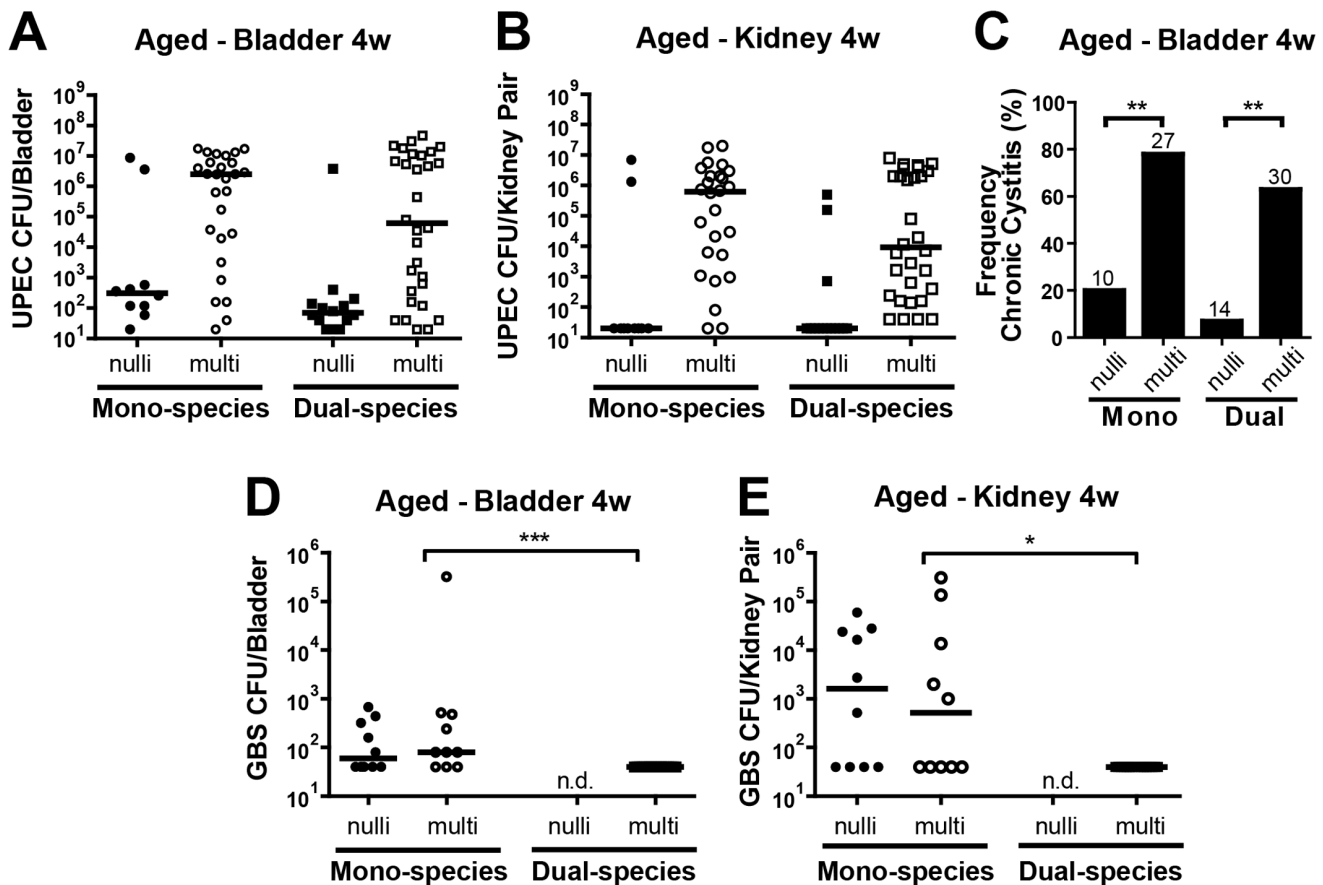 A Aged - Bladder 4w
UPEC CFU/Bladder
10^9
10^8
10^7
10^6
10^5
10^4
10^3
10^2
10^1
nulli multi nulli multi
Mono-species Dual-species
B Aged - Kidney 4w
UPEC CFU/Kidney Pair
10^9
10^8
10^7
10^6
10^5
10^4
10^3
10^2
10^1
nulli multi nulli multi
Mono-species Dual-species
C Aged - Bladder 4w
Frequency
Chronic Cystitis (%)
100
80
60
40
20
0
** **
10 27 14 30
nulli multi nulli multi
Mono Dual
D Aged - Bladder 4w
GBS CFU/Bladder
10^6
10^5
10^4
10^3
10^2
10^1
***
n.d.
nulli multi nulli multi
Mono-species Dual-species
E Aged - Kidney 4w
GBS CFU/Kidney Pair
10^6
10^5
10^4
10^3
10^2
10^1
*
n.d.
nulli multi nulli multi
Mono-species Dual-species